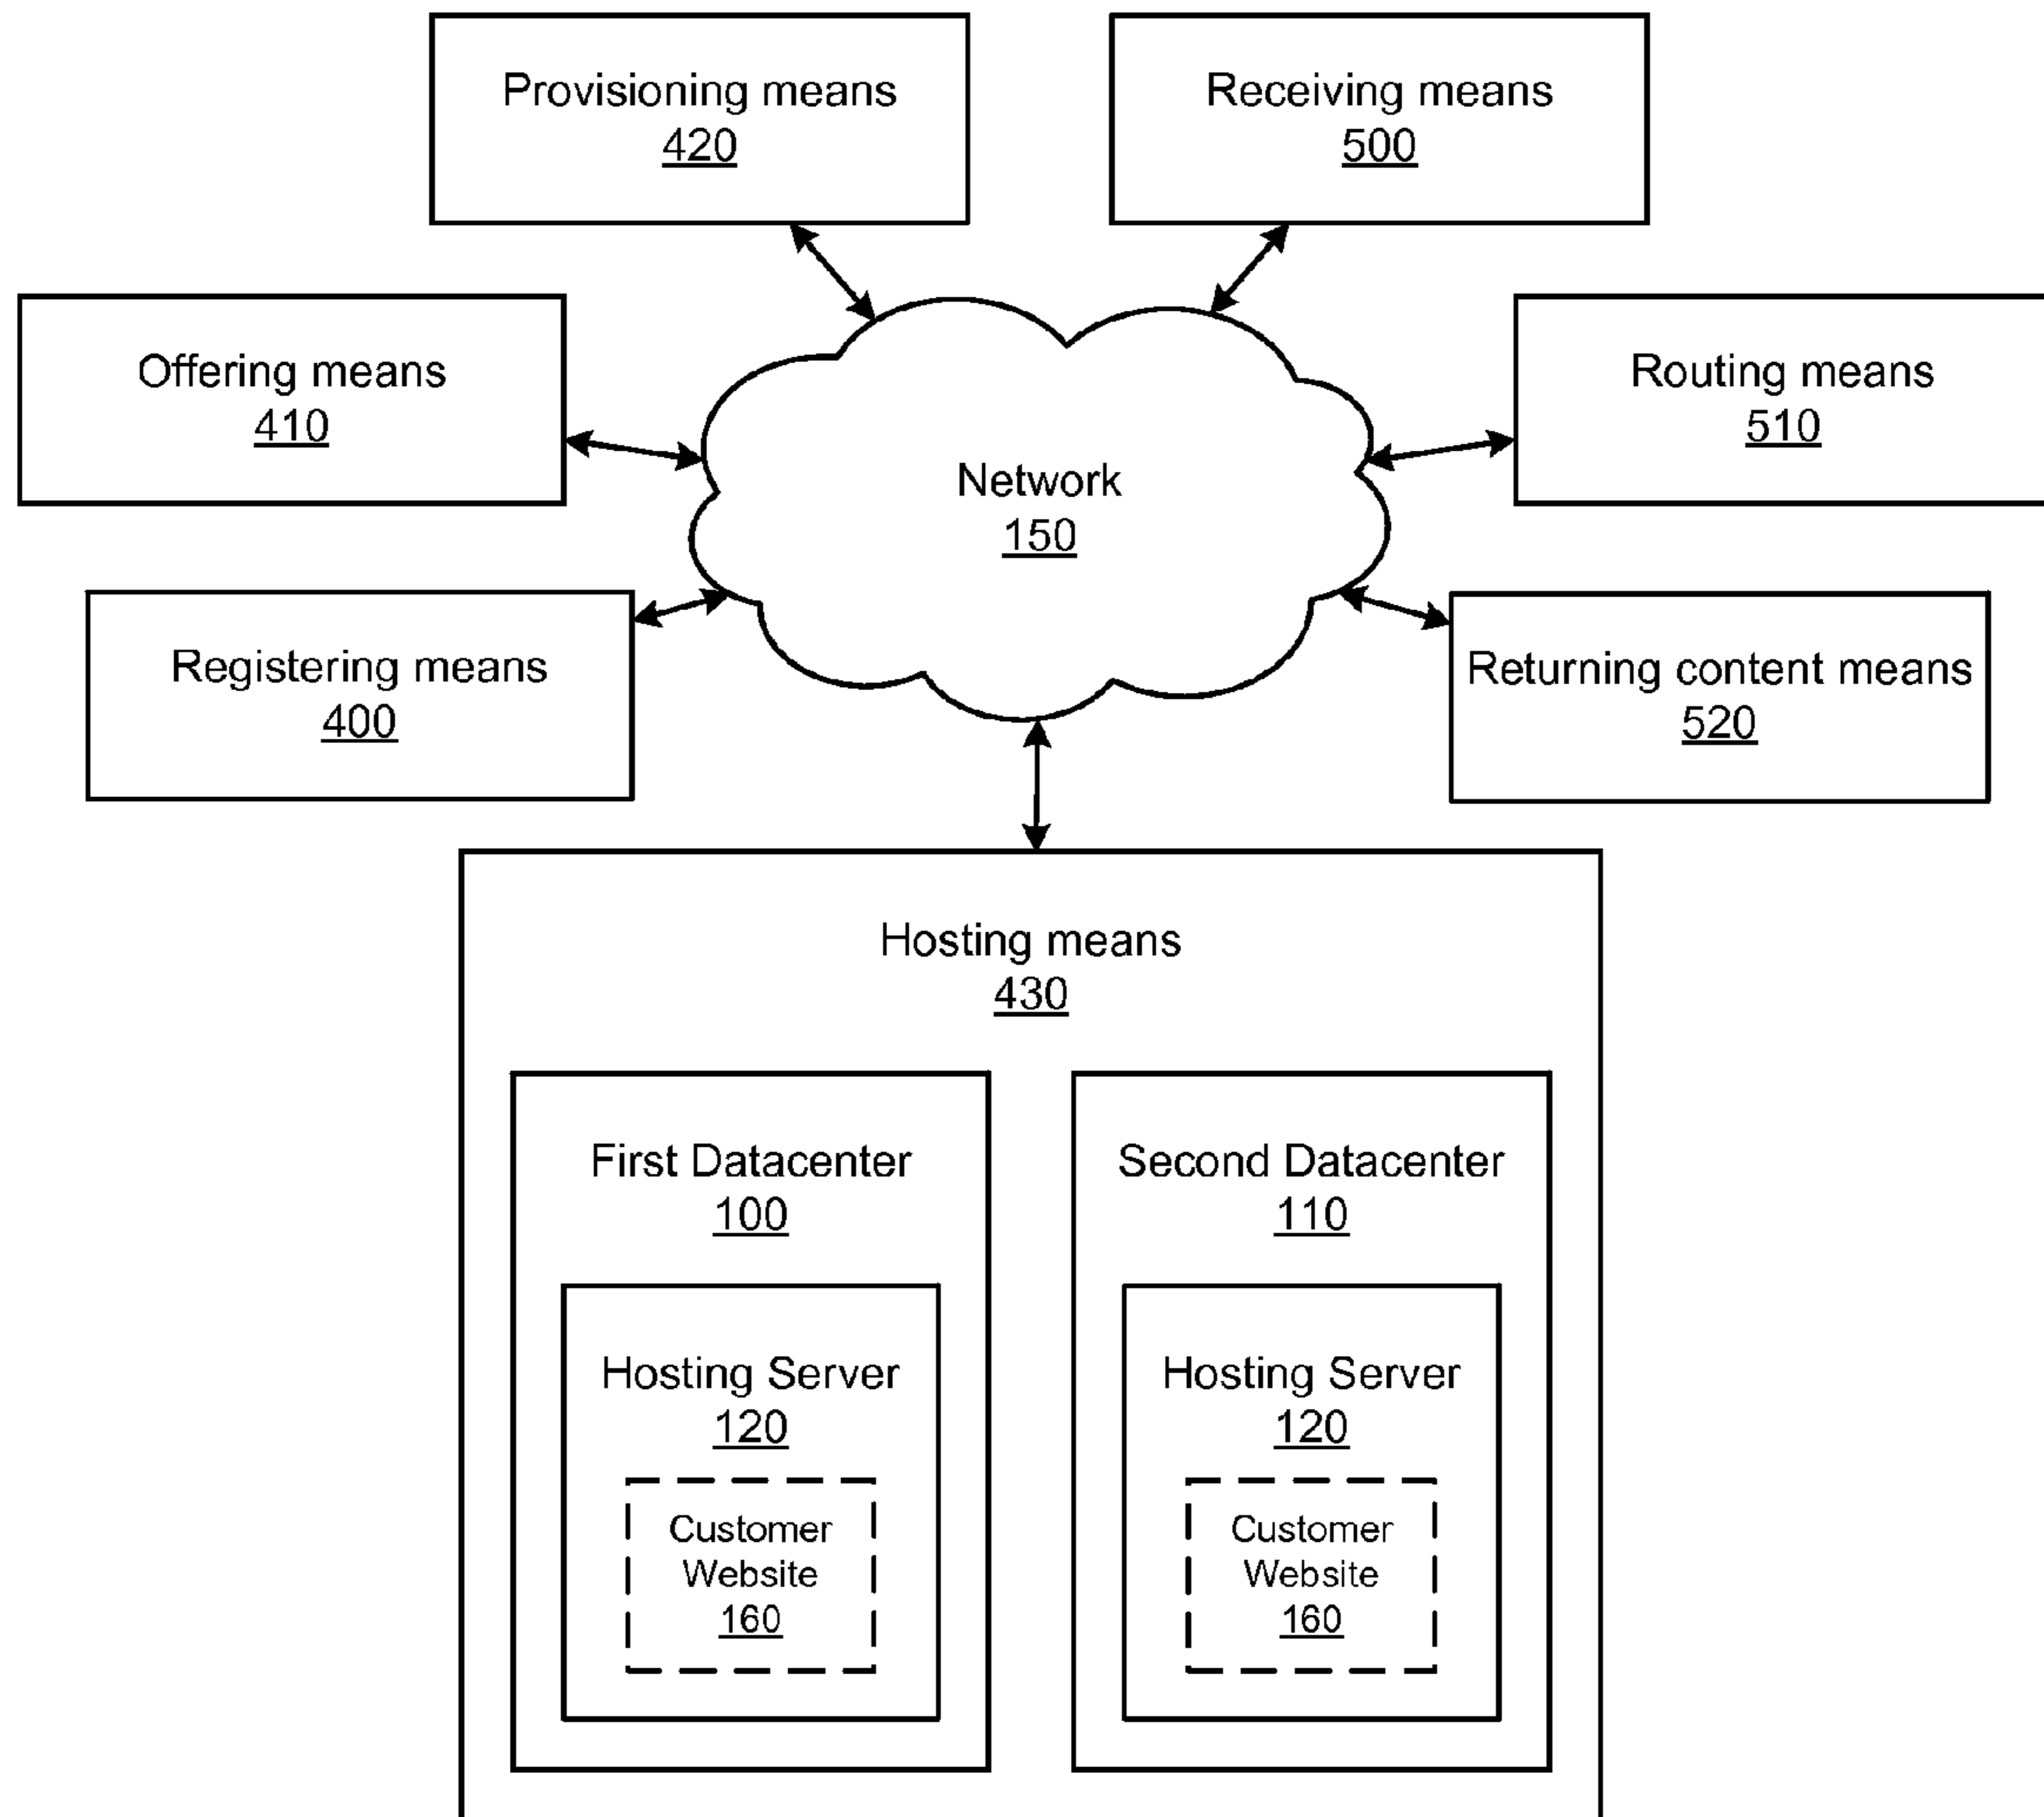 Provisioning means
420
Receiving means
500
Offering means
410
Network
150
Routing means
510
Registering means
400
Returning content means
520
Hosting means
430
First Datacenter
100
Second Datacenter
110
Hosting Server
120
Hosting Server
120
Customer
Website
160
Customer
Website
160